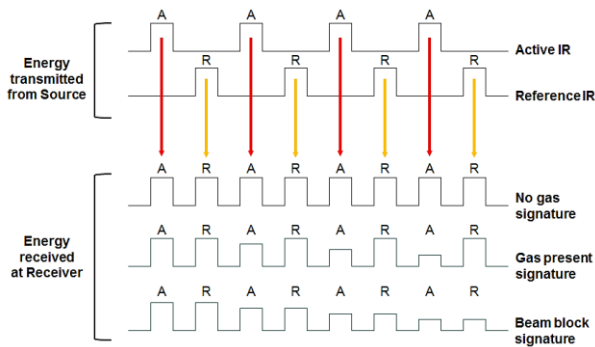 A A A A
Active IR
Energy
transmitted
from Source
R R R R
Reference IR
A R A R A R A R
No gas
signature
A R A R A R A R
Energy
received
at Receiver
Gas present
signature
A R A R A R A R
Beam block
signature